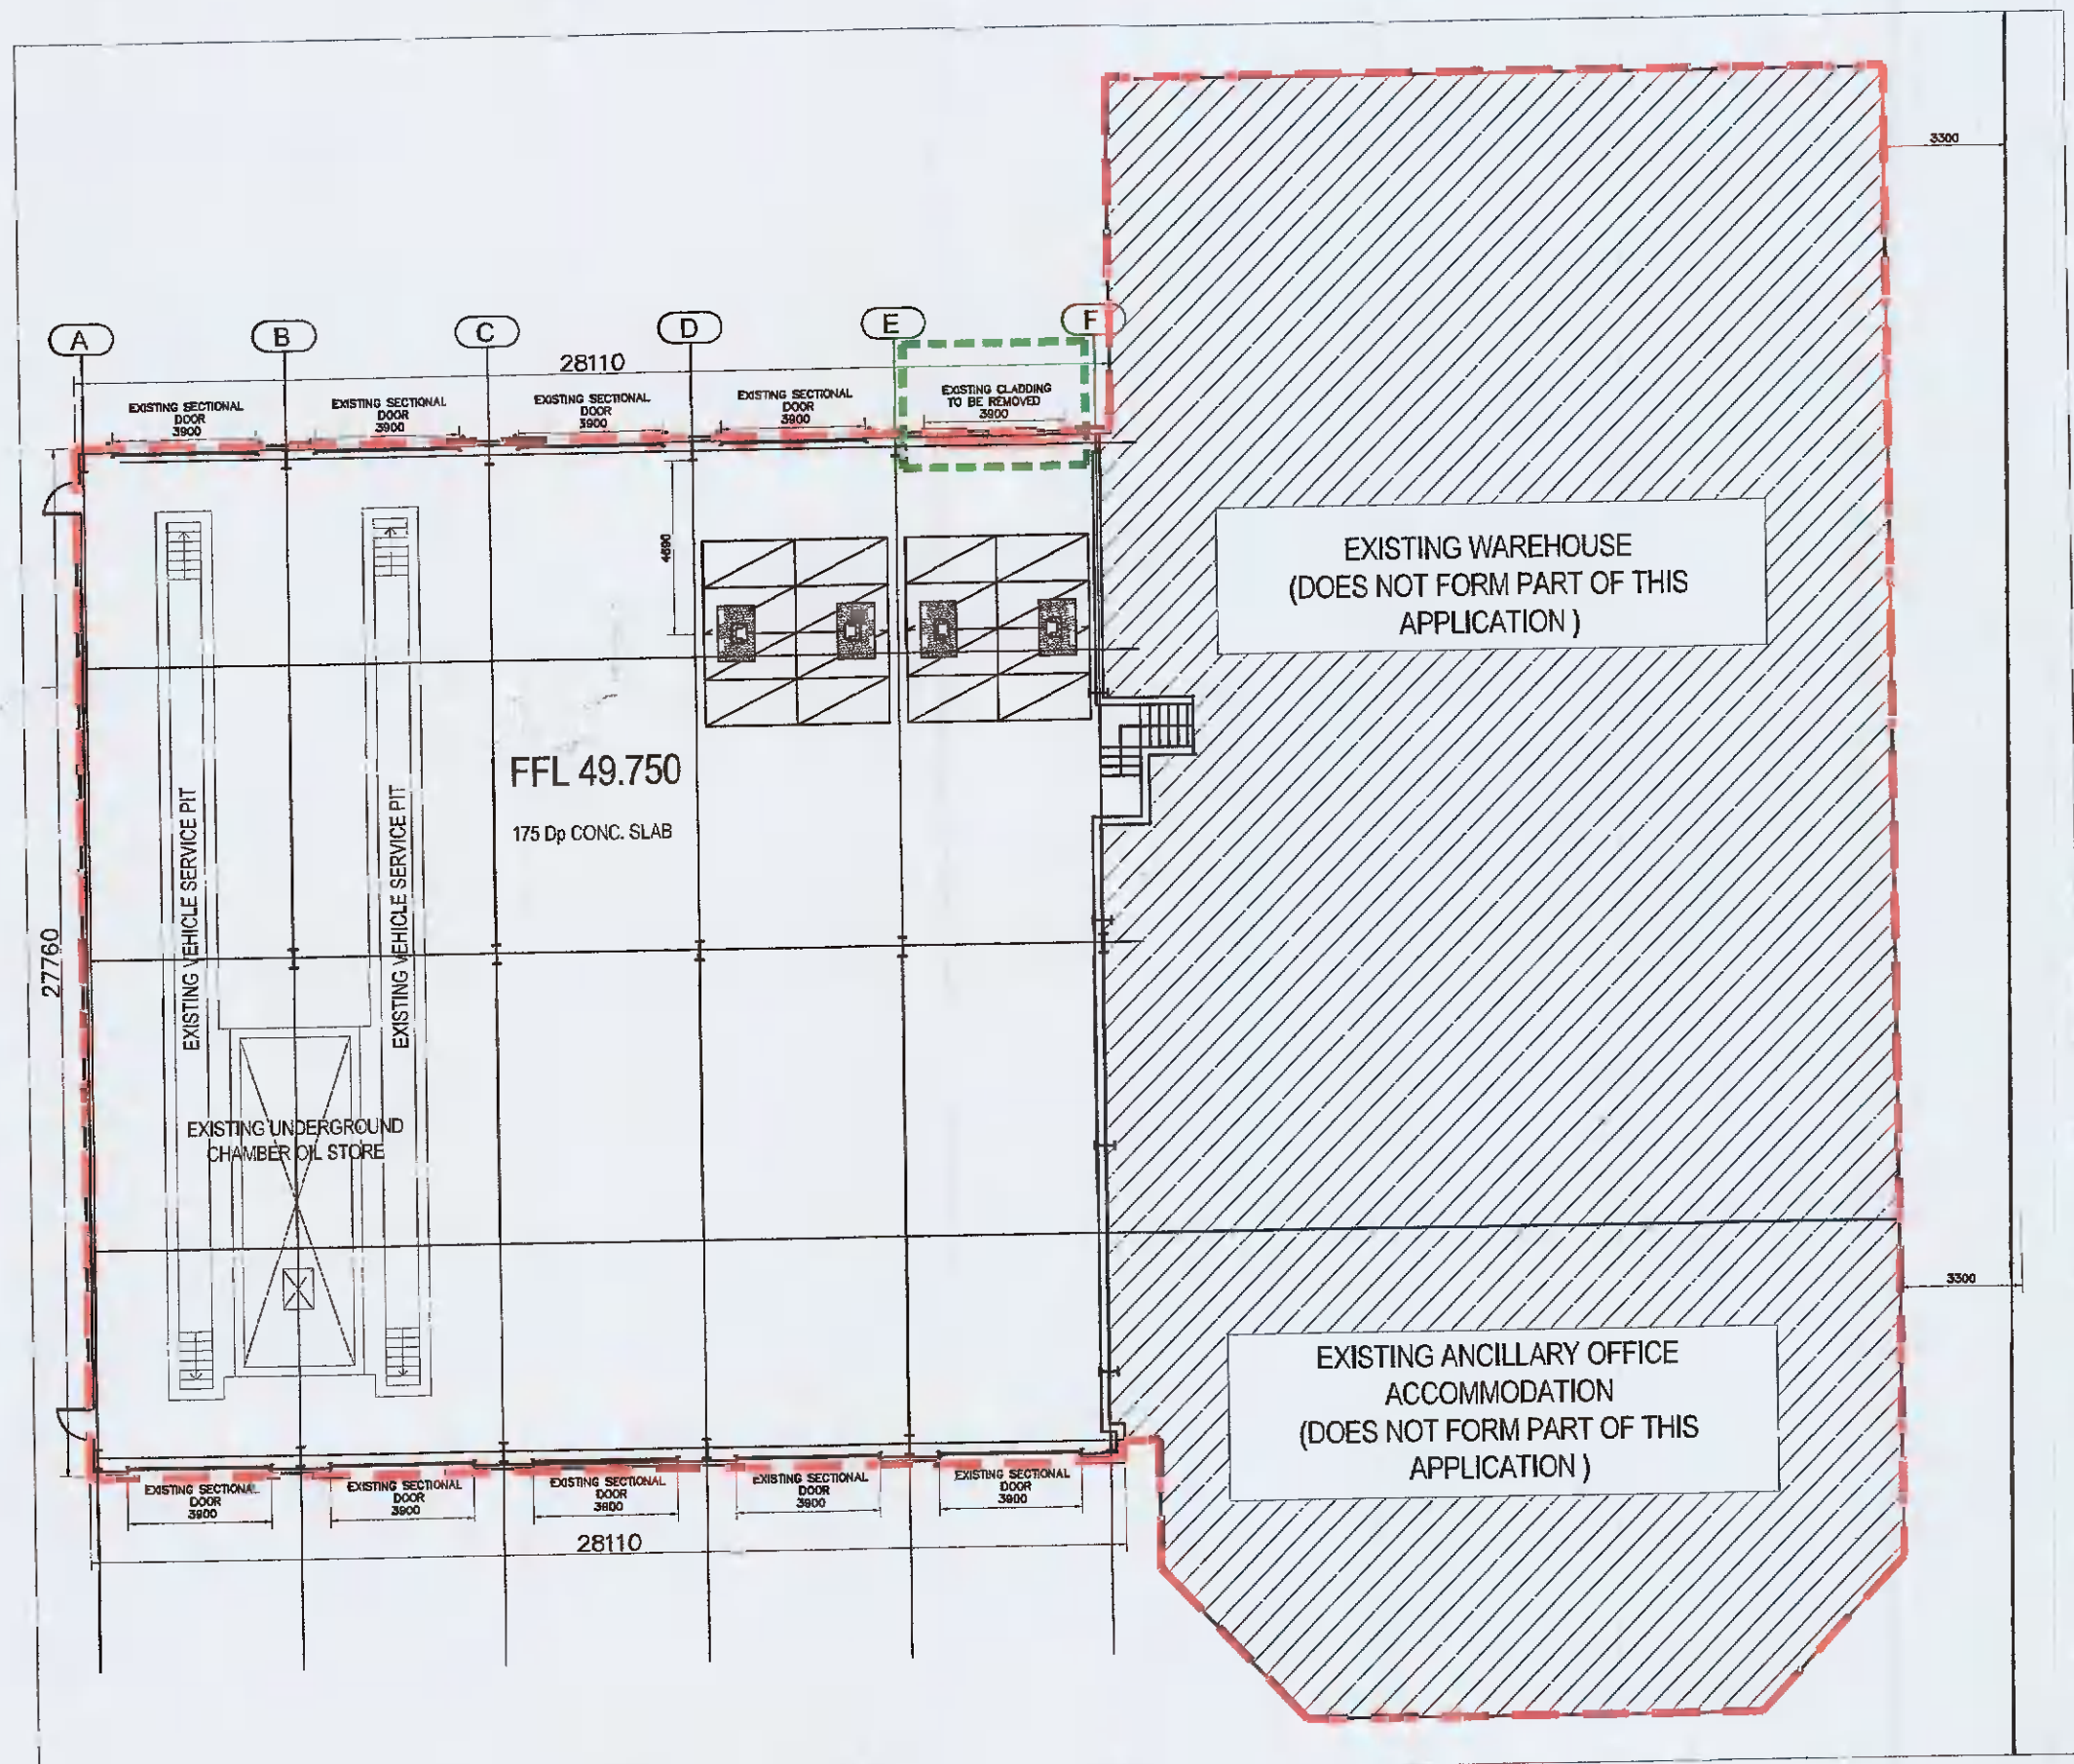 3300
A
B
C
D
E
F
28110
EXISTING SECTIONAL
DOOR
3900
EXISTING SECTIONAL
DOOR
3900
EXISTING SECTIONAL
DOOR
3900
EXISTING SECTIONAL
DOOR
3900
EXISTING CLADDING
TO BE REMOVED
3900
4690
EXISTING WAREHOUSE
(DOES NOT FORM PART OF THIS
APPLICATION )
FFL 49.750
175 Dp CONC. SLAB
EXISTING VEHICLE SERVICE PIT
EXISTING VEHICLE SERVICE PIT
27760
EXISTING UNDERGROUND
CHAMBER OIL STORE
3300
EXISTING ANCILLARY OFFICE
ACCOMMODATION
(DOES NOT FORM PART OF THIS
APPLICATION )
EXISTING SECTIONAL
DOOR
3900
EXISTING SECTIONAL
DOOR
3900
EXISTING SECTIONAL
DOOR
3900
EXISTING SECTIONAL
DOOR
3900
EXISTING SECTIONAL
DOOR
3900
28110